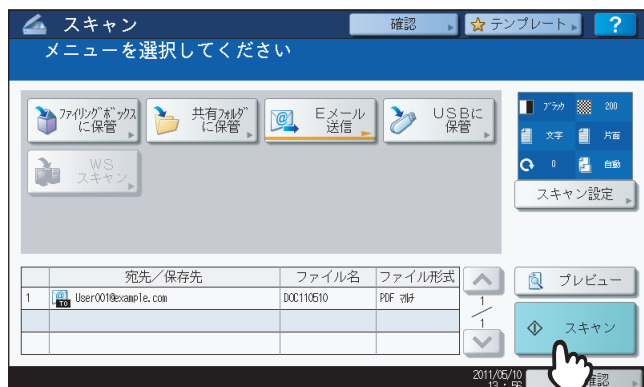 スキャン
確認
テンプレート
?
メニューを選択してください
ファイリングボックス
に保管
共有フォルダ
に保管
Eメール
送信
USBに
保管
WS
スキャン
ブラック
200
文字
片面
0
自動
スキャン設定
宛先／保存先 ファイル名 ファイル形式
1 TO User001@example.com DOC110510 PDF マルチ
1
1
プレビュー
スキャン
2011/05/10
13：56
確認